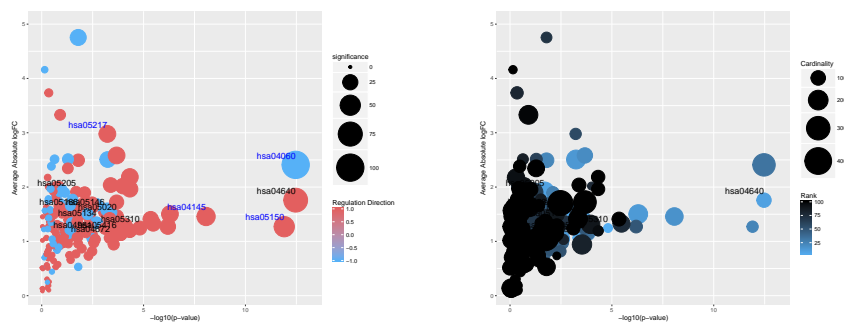 significance
0
25
50
75
100
Regulation Direction
1.0
0.5
0.0
−0.5
−1.0
hsa05217
hsa04060
hsa05205
hsa04640
hsa04145
hsa05150
hsa05146
hsa05020
hsa05134
hsa05310
hsa05416
hsa04672
Average Absolute logFC
5
4
3
2
1
0
0
5
10
−log10(p−value)
Cardinality
Rank
100
75
50
25
hsa04640
Average Absolute logFC
5
4
3
2
1
0
0
5
10
−log10(p−value)